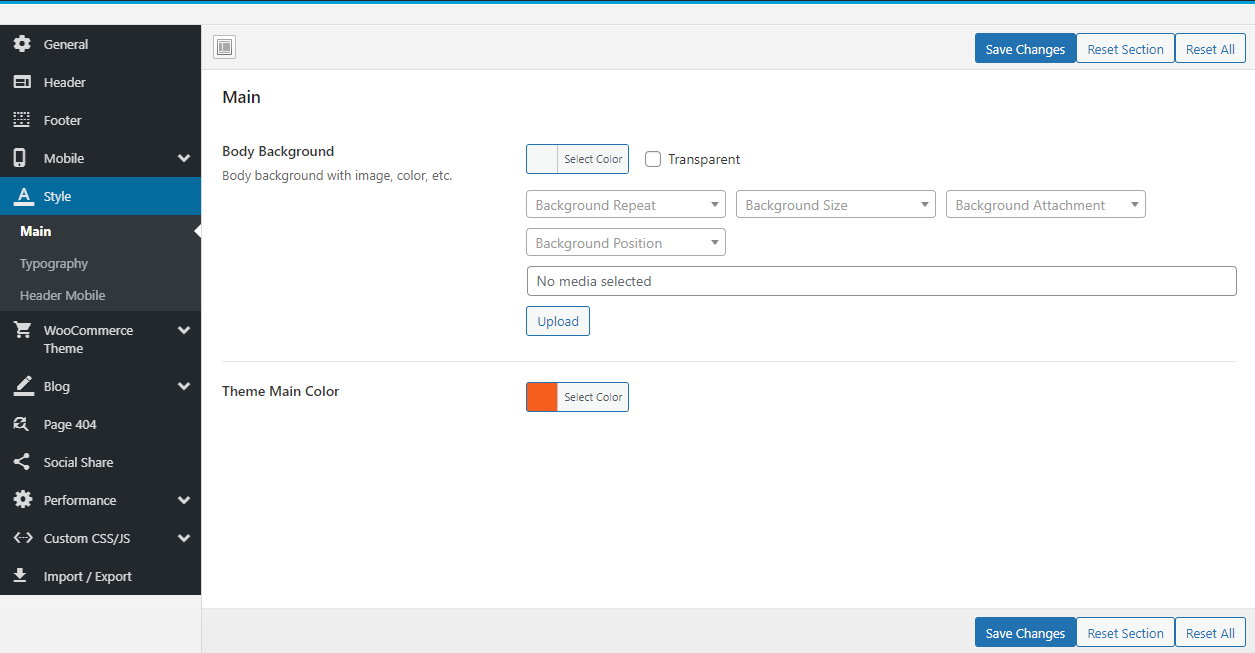 General
Header
Footer
Mobile
Style
Main
Typography
Header Mobile
WooCommerce
Theme
Blog
Page 404
Social Share
Performance
Custom CSS/JS
Import / Export
Save Changes Reset Section Reset All
Main
Body Background
Body background with image, color, etc.
Select Color Transparent
Background Repeat Background Size Background Attachment
Background Position
No media selected
Upload
Theme Main Color
Select Color
Save Changes Reset Section Reset All